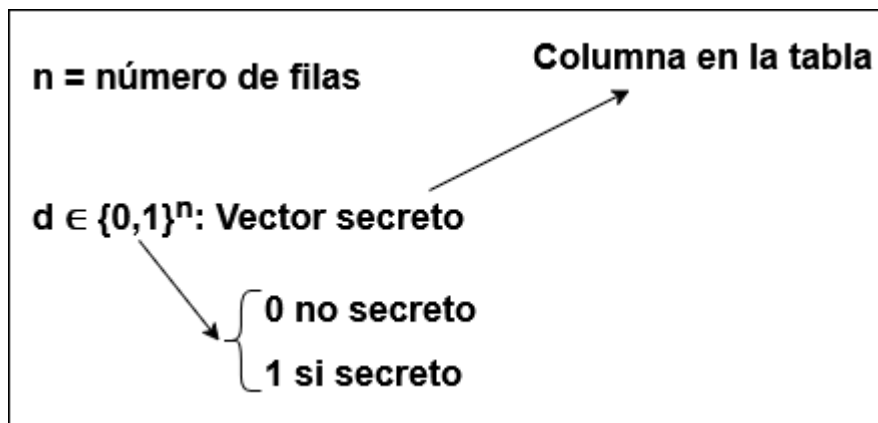 n = número de filas
Columna en la tabla
d ∈ {0,1}ⁿ: Vector secreto
0 no secreto
1 si secreto